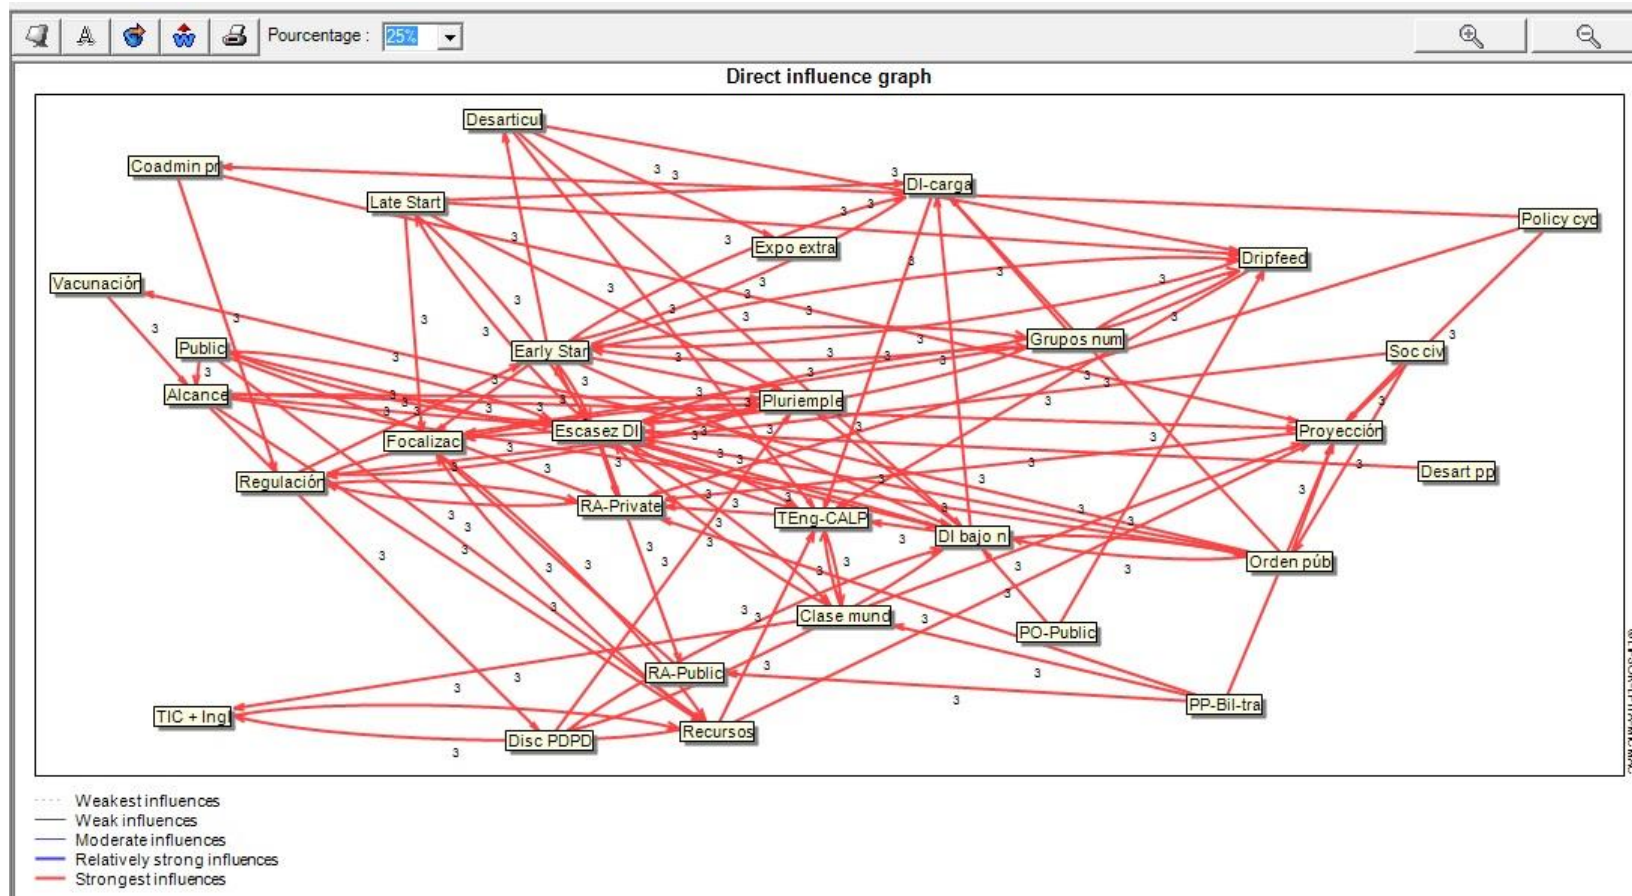 Pourcentage : 25%
Direct influence graph
Desarticul
Coadmin pr
DI-carga
Late Start
Policy cyc
Expo extra
Dripfeed
Vacunación
Grupos num
Public
Early Star
Soc civ
Alcance
Pluriemple
Escasez DI
Proyección
Focalizac
Desart pp
Regulación
RA-Private
TEng-CALP
DI bajo n
Orden púb
Clase mund
PO-Public
RA-Public
PP-Bil-tra
TIC + Ingl
Disc PDPD
Recursos
3
Weakest influences
Weak influences
Moderate influences
Relatively strong influences
Strongest influences